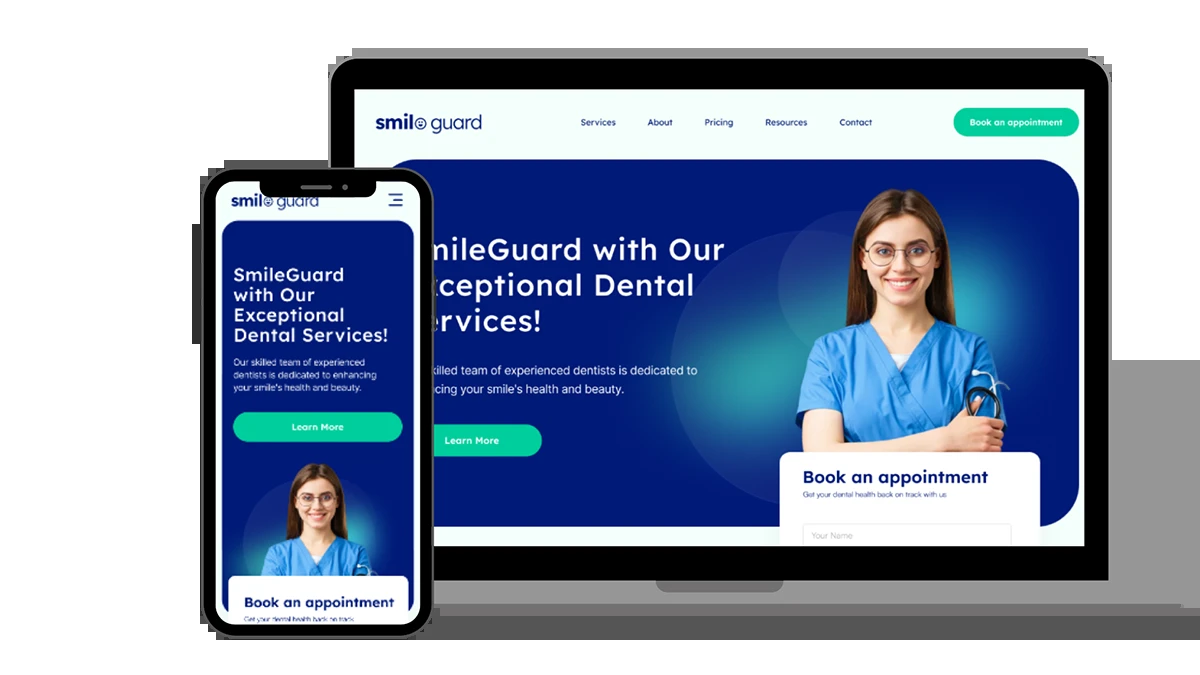 smile guard
Services
About
Pricing
Resources
Contact
Book an appointment
mileGuard with Our
ceptional Dental
ervices!
killed team of experienced dentists is dedicated to
cing your smile's health and beauty.
Learn More
Book an appointment
Get your dental health back on track with us
Your Name
smile guard
SmileGuard
with Our
Exceptional
Dental Services!
Our skilled team of experienced
dentists is dedicated to enhancing
your smile's health and beauty.
Learn More
Book an appointment
Get your dental health back on track